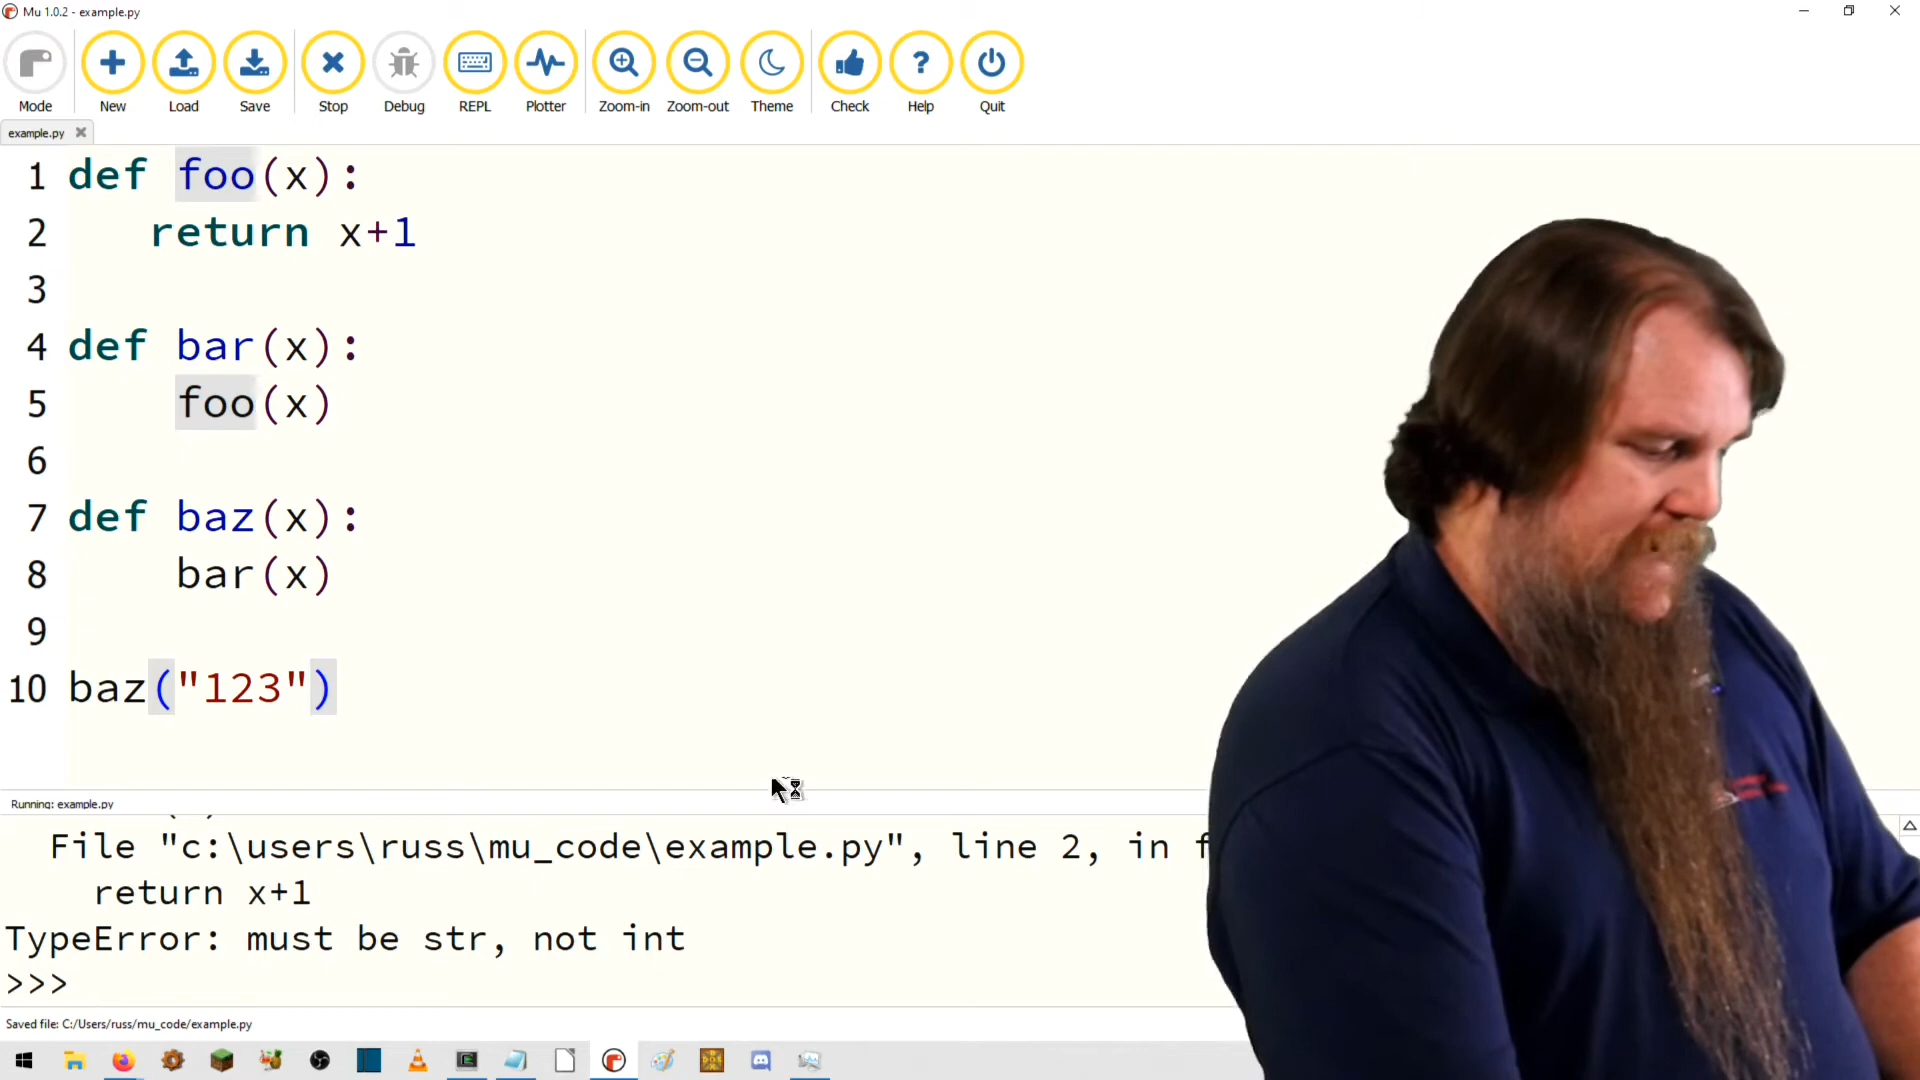 Mu 1.0.2 - example.py
Mode New Load Save Stop Debug REPL Plotter Zoom-in Zoom-out Theme Check Help Quit
example.py
1 def foo(x):
2 return x+1
3
4 def bar(x):
5 foo(x)
6
7 def baz(x):
8 bar(x)
9
10 baz("123")
Running: example.py
File "c:\users\russ\mu_code\example.py", line 2, in f
return x+1
TypeError: must be str, not int
>>>
Saved file: C:/Users/russ/mu_code/example.py